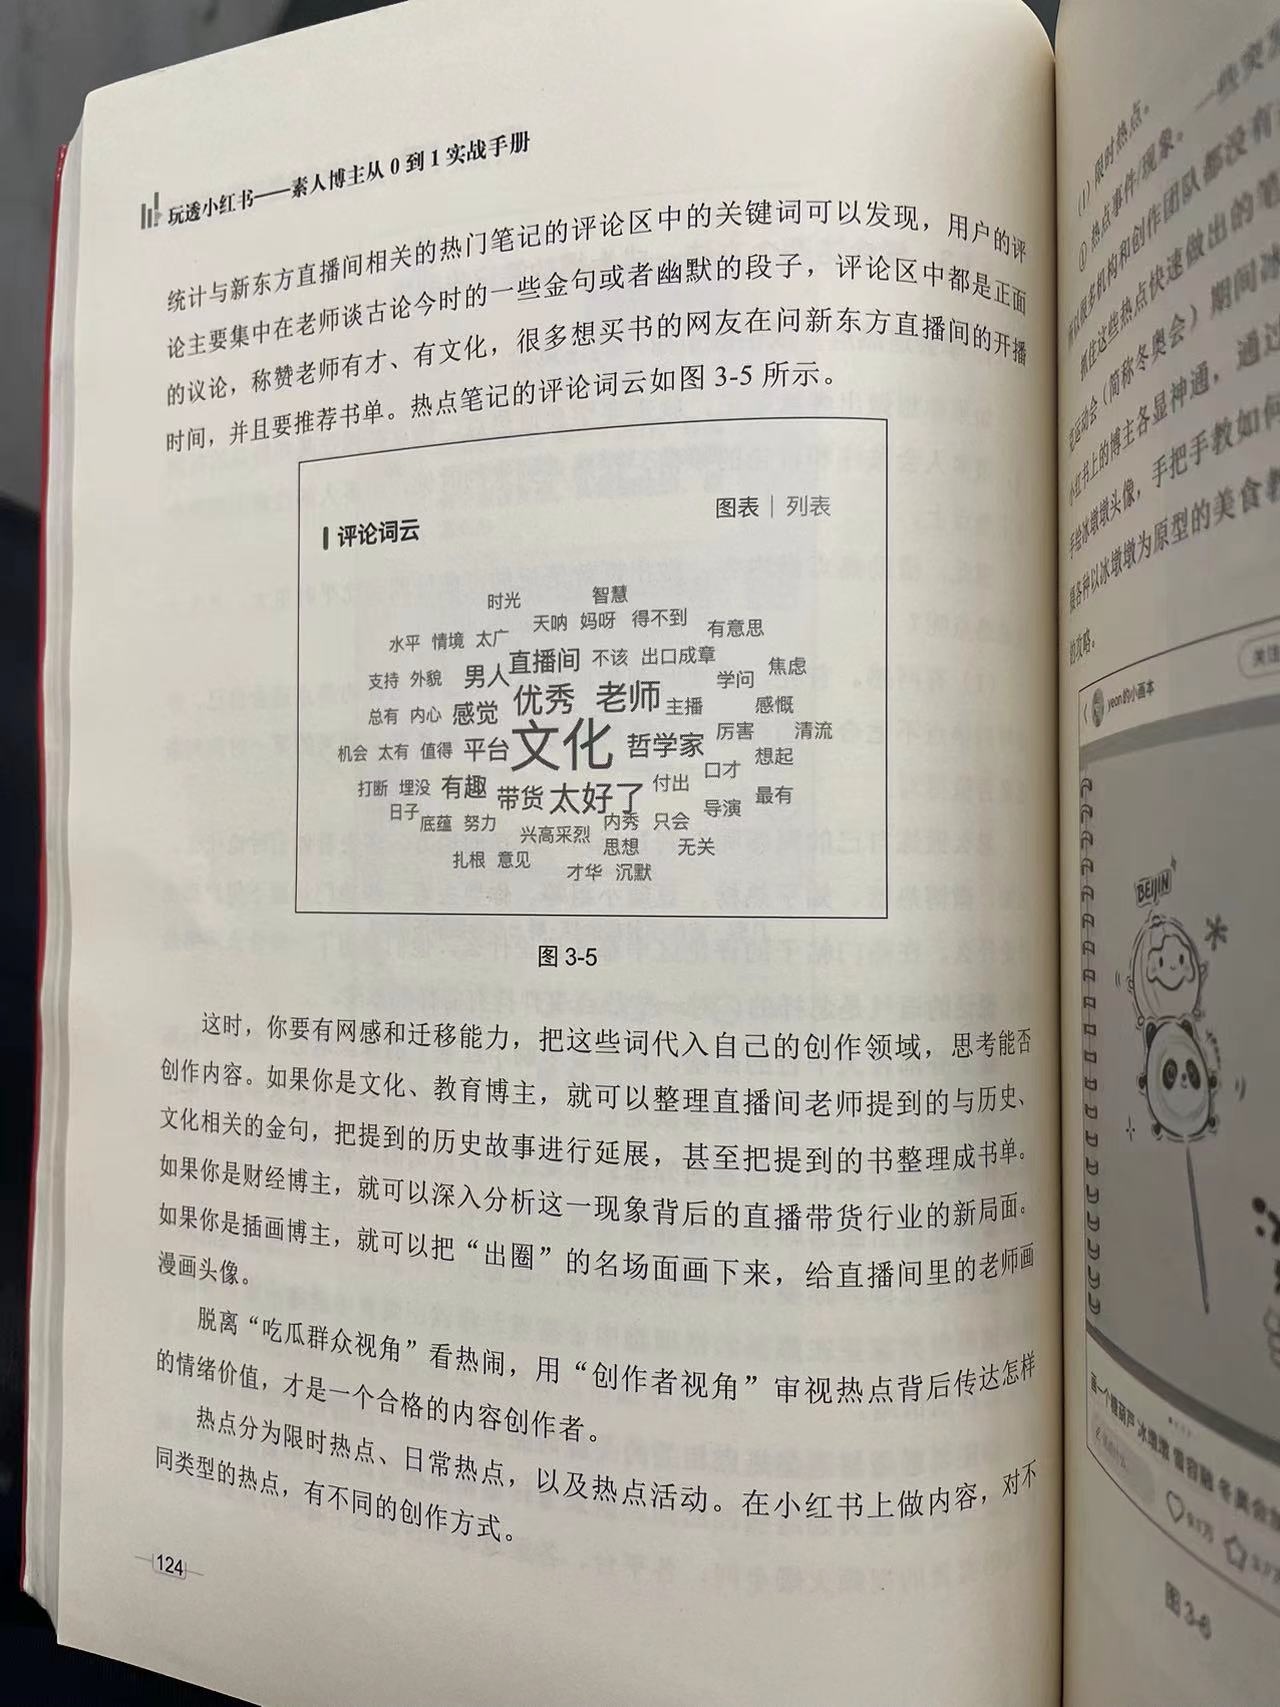 玩透小红书——素人博主从 0 到 1 实战手册
统计与新东方直播间相关的热门笔记的评论区中的关键词可以发现，用户的评
论主要集中在老师谈古论今时的一些金句或者幽默的段子，评论区中都是正面
的议论，称赞老师有才、有文化，很多想买书的网友在问新东方直播间的开播
时间，并且要推荐书单。热点笔记的评论词云如图 3-5 所示。
评论词云
图表｜列表
时光 智慧
天呐 妈呀 得不到
水平 情境 太广 有意思
直播间 不该 出口成章
支持 外貌 男人 学问 焦虑
优秀 老师 主播
总有 内心 感觉 感慨
厉害 清流
机会 太有 值得 平台 文化 哲学家
口才 想起
打断 埋没 有趣 带货 太好了 付出
导演 最有
日子 底蕴 努力 兴高采烈 内秀 只会
思想 无关
扎根 意见 才华 沉默
图 3-5
这时，你要有网感和迁移能力，把这些词代入自己的创作领域，思考能否
创作内容。如果你是文化、教育博主，就可以整理直播间老师提到的与历史、
文化相关的金句，把提到的历史故事进行延展，甚至把提到的书整理成书单。
如果你是财经博主，就可以深入分析这一现象背后的直播带货行业的新局面。
如果你是插画博主，就可以把“出圈”的名场面画下来，给直播间里的老师画
漫画头像。
脱离“吃瓜群众视角”看热闹，用“创作者视角”审视热点背后传达怎样
的情绪价值，才是一个合格的内容创作者。
热点分为限时热点、日常热点，以及热点活动。在小红书上做内容，对不
同类型的热点，有不同的创作方式。
124
（1）限时热点。
① 热点事件/现象。一些突发
所以很多机构和创作团队都没有
抓住这些热点快速做出的笔
竞运动会（简称冬奥会）期间冰
小红书上的博主各显神通，通过
手绘冰墩墩头像，手把手教如何
各种以冰墩墩为原型的美食教
的攻略。
yeon的小画本
关注
BEIJIN
图 3-6